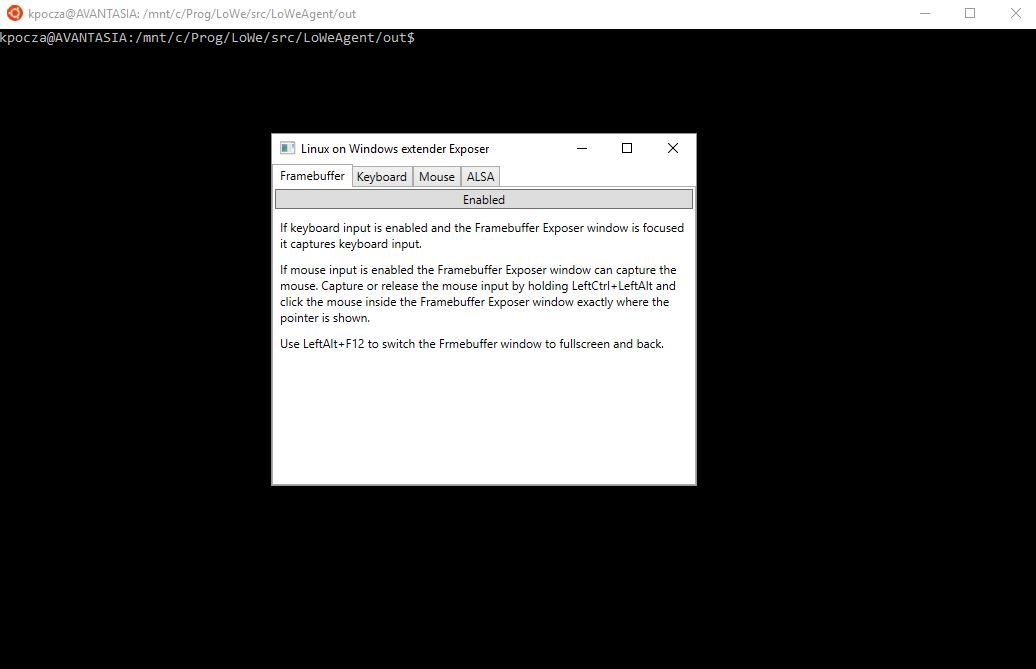 kpocza@AVANTASIA: /mnt/c/Prog/LoWe/src/LoWeAgent/out
kpocza@AVANTASIA:/mnt/c/Prog/LoWe/src/LoWeAgent/out$
Linux on Windows extender Exposer
Framebuffer Keyboard Mouse ALSA
Enabled
If keyboard input is enabled and the Framebuffer Exposer window is focused
it captures keyboard input.
If mouse input is enabled the Framebuffer Exposer window can capture the
mouse. Capture or release the mouse input by holding LeftCtrl+LeftAlt and
click the mouse inside the Framebuffer Exposer window exactly where the
pointer is shown.
Use LeftAlt+F12 to switch the Frmebuffer window to fullscreen and back.